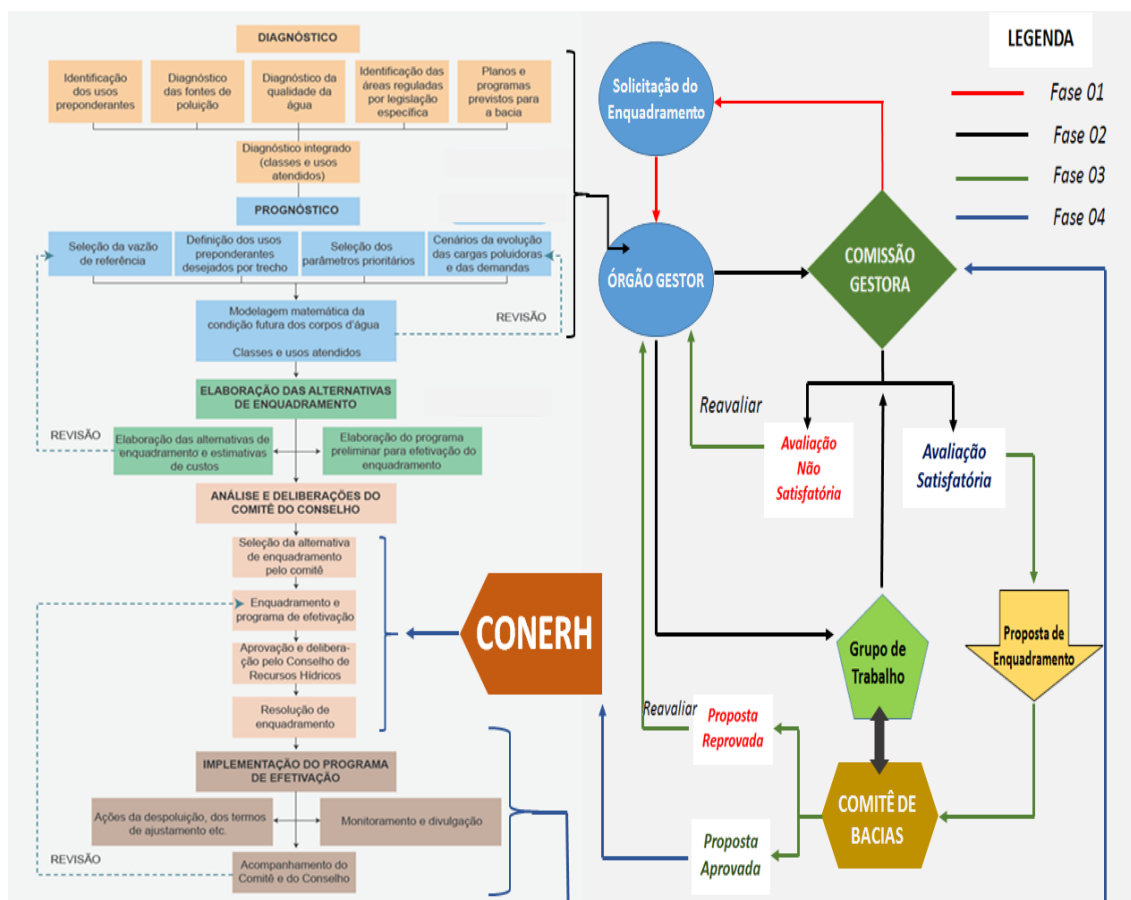 DIAGNÓSTICO
Identificação
dos usos
preponderantes
Diagnóstico
das fontes de
poluição
Diagnóstico da
qualidade da
água
Identificação das
áreas reguladas
por legislação
específica
Planos e
programas
previstos para
a bacia
Diagnóstico integrado
(classes e usos
atendidos)
PROGNÓSTICO
Seleção da vazão
de referência
Definição dos usos
preponderantes
desejados por trecho
Seleção dos
parâmetros prioritários
Cenários da evolução
das cargas poluidoras
e das demandas
Modelagem matemática da
condição futura dos corpos d'água
Classes e usos atendidos
REVISÃO
ELABORAÇÃO DAS ALTERNATIVAS
DE ENQUADRAMENTO
REVISÃO
Elaboração das alternativas
de enquadramento e estimativas
de custos
Elaboração do programa
preliminar para efetivação do
enquadramento
ANÁLISE E DELIBERAÇÕES DO
COMITÊ DO CONSELHO
Seleção da alternativa
de enquadramento
pelo comitê
Enquadramento e
programa de efetivação
Aprovação e delibera-
ção pelo Conselho de
Recursos Hídricos
Resolução de
enquadramento
IMPLEMENTAÇÃO DO PROGRAMA
DE EFETIVAÇÃO
Ações da despoluição, dos termos
de ajustamento etc.
Monitoramento e divulgação
REVISÃO
Acompanhamento do
Comitê e do Conselho
CONERH
Solicitação do
Enquadramento
ÓRGÃO GESTOR
COMISSÃO
GESTORA
Reavaliar
Avaliação
Não
Satisfatória
Avaliação
Satisfatória
Grupo de
Trabalho
Proposta de
Enquadramento
Reavaliar
Proposta
Reprovada
COMITÊ DE
BACIAS
Proposta
Aprovada
LEGENDA
Fase 01
Fase 02
Fase 03
Fase 04